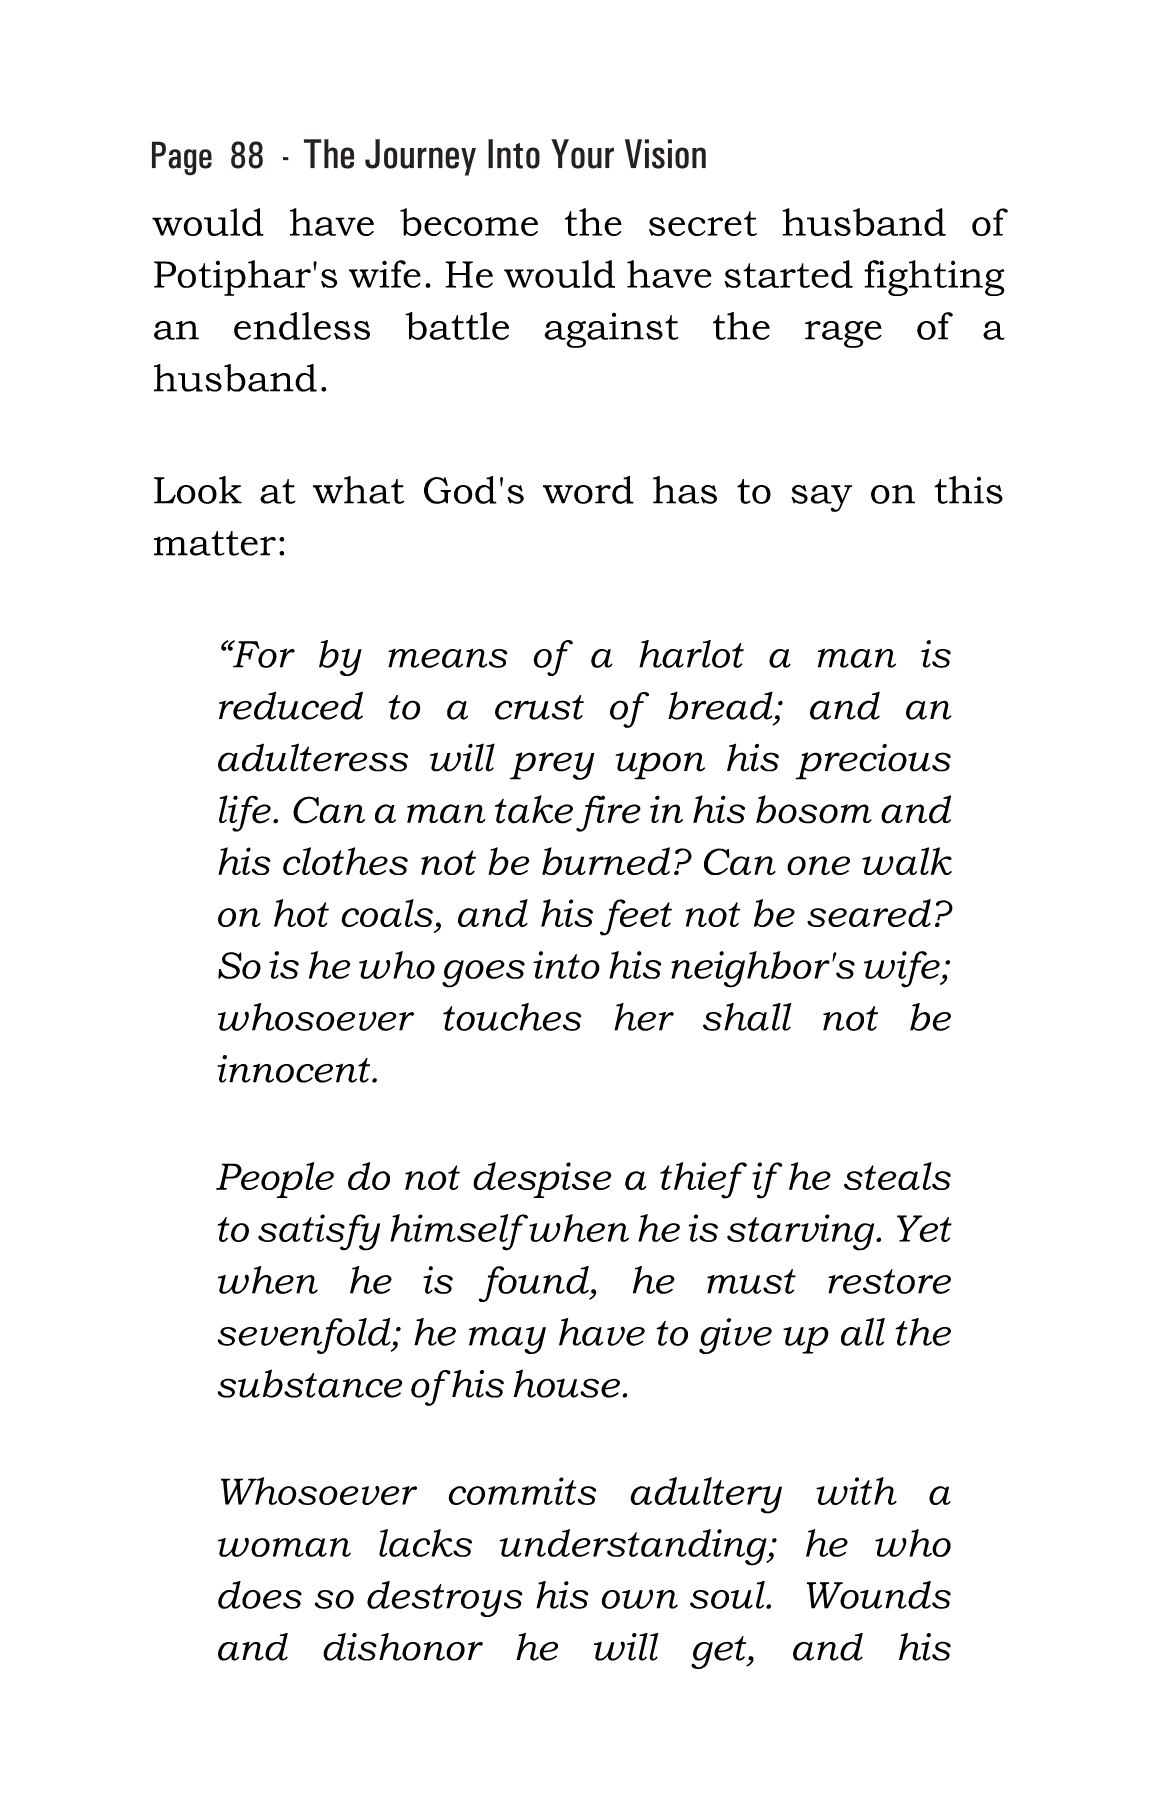 Page 88 - The Journey Into Your Vision
would have become the secret husband of
Potiphar's wife. He would have started fighting
an endless battle against the rage of a
husband.
Look at what God's word has to say on this
matter:
“For by means of a harlot a man is
reduced to a crust of bread; and an
adulteress will prey upon his precious
life. Can a man take fire in his bosom and
his clothes not be burned? Can one walk
on hot coals, and his feet not be seared?
So is he who goes into his neighbor's wife;
whosoever touches her shall not be
innocent.
People do not despise a thief if he steals
to satisfy himself when he is starving. Yet
when he is found, he must restore
sevenfold; he may have to give up all the
substance of his house.
Whosoever commits adultery with a
woman lacks understanding; he who
does so destroys his own soul. Wounds
and dishonor he will get, and his